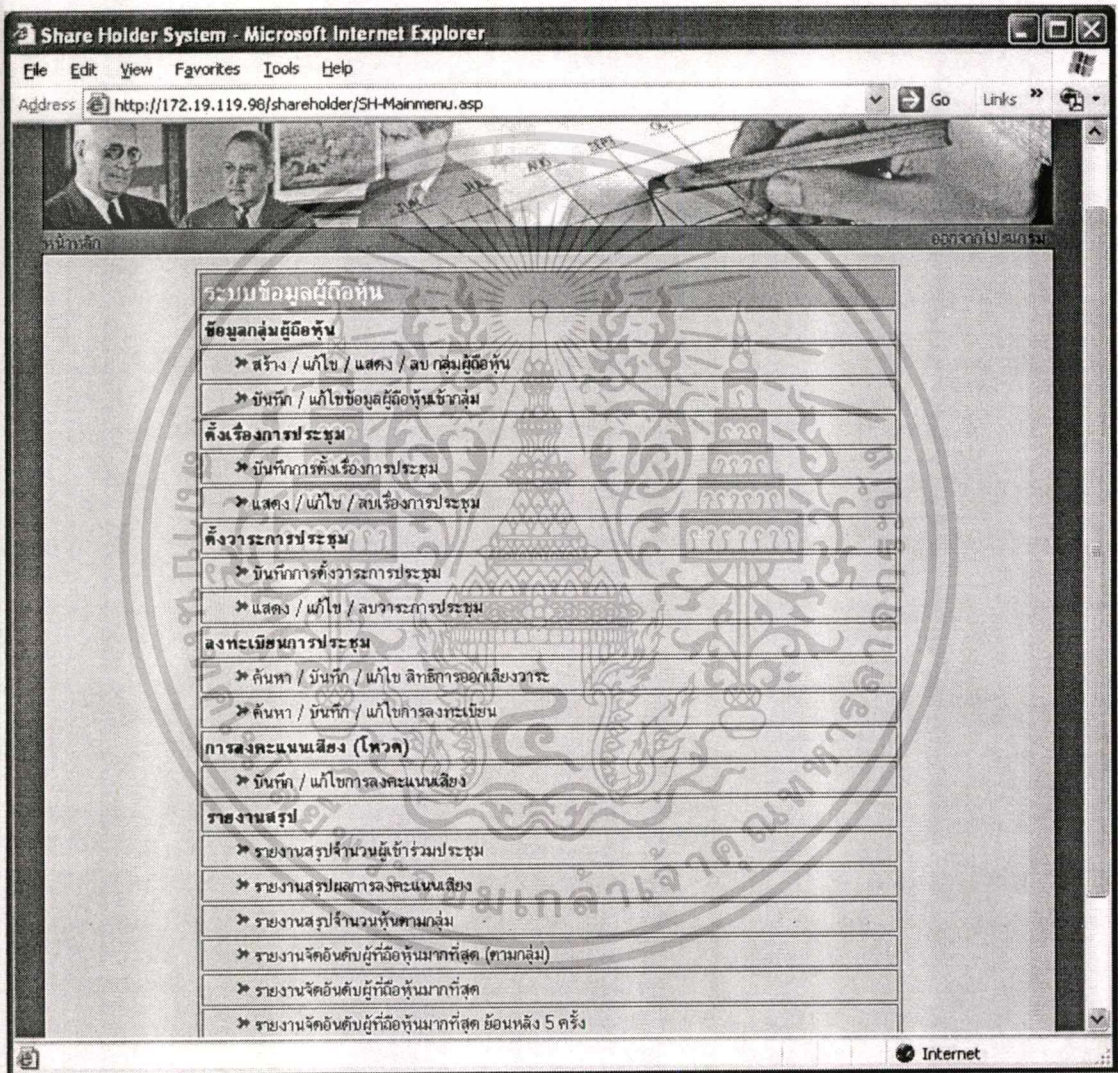 Share Holder System - Microsoft Internet Explorer
File Edit View Favorites Tools Help
Address http://172.19.119.98/shareholder/SH-Mainmenu.asp Go Links »
SEPT
หน้าหลัก ออกจากโปรแกรม
ระบบข้อมูลผู้ถือหุ้น
ข้อมูลกลุ่มผู้ถือหุ้น
สร้าง / แก้ไข / แสดง / ลบ กลุ่มผู้ถือหุ้น
บันทึก / แก้ไขข้อมูลผู้ถือหุ้นเข้ากลุ่ม
ตั้งเรื่องการประชุม
บันทึกการตั้งเรื่องการประชุม
แสดง / แก้ไข / ลบเรื่องการประชุม
ตั้งวาระการประชุม
บันทึกการตั้งวาระการประชุม
แสดง / แก้ไข / ลบวาระการประชุม
ลงทะเบียนการประชุม
ค้นหา / บันทึก / แก้ไข สิทธิการออกเสียงวาระ
ค้นหา / บันทึก / แก้ไขการลงทะเบียน
การลงคะแนนเสียง (โหวต)
บันทึก / แก้ไขการลงคะแนนเสียง
รายงานสรุป
รายงานสรุปจำนวนผู้เข้าร่วมประชุม
รายงานสรุปผลการลงคะแนนเสียง
รายงานสรุปจำนวนหุ้นตามกลุ่ม
รายงานจัดอันดับผู้ที่ถือหุ้นมากที่สุด (ตามกลุ่ม)
รายงานจัดอันดับผู้ที่ถือหุ้นมากที่สุด
รายงานจัดอันดับผู้ที่ถือหุ้นมากที่สุด ย้อนหลัง 5 ครั้ง
Internet